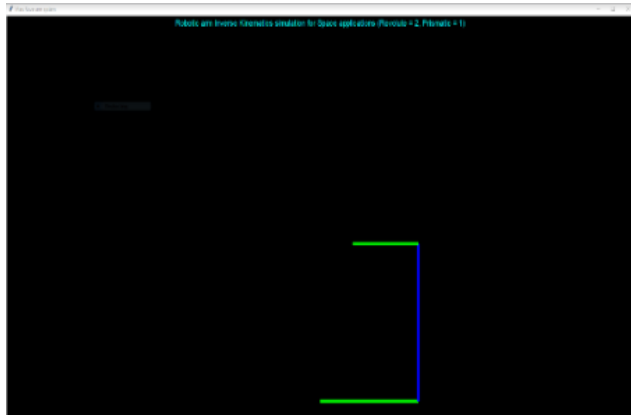 Robotic arm Inverse Kinematics simulation for Space applications (Revolute = 2, Prismatic = 1)